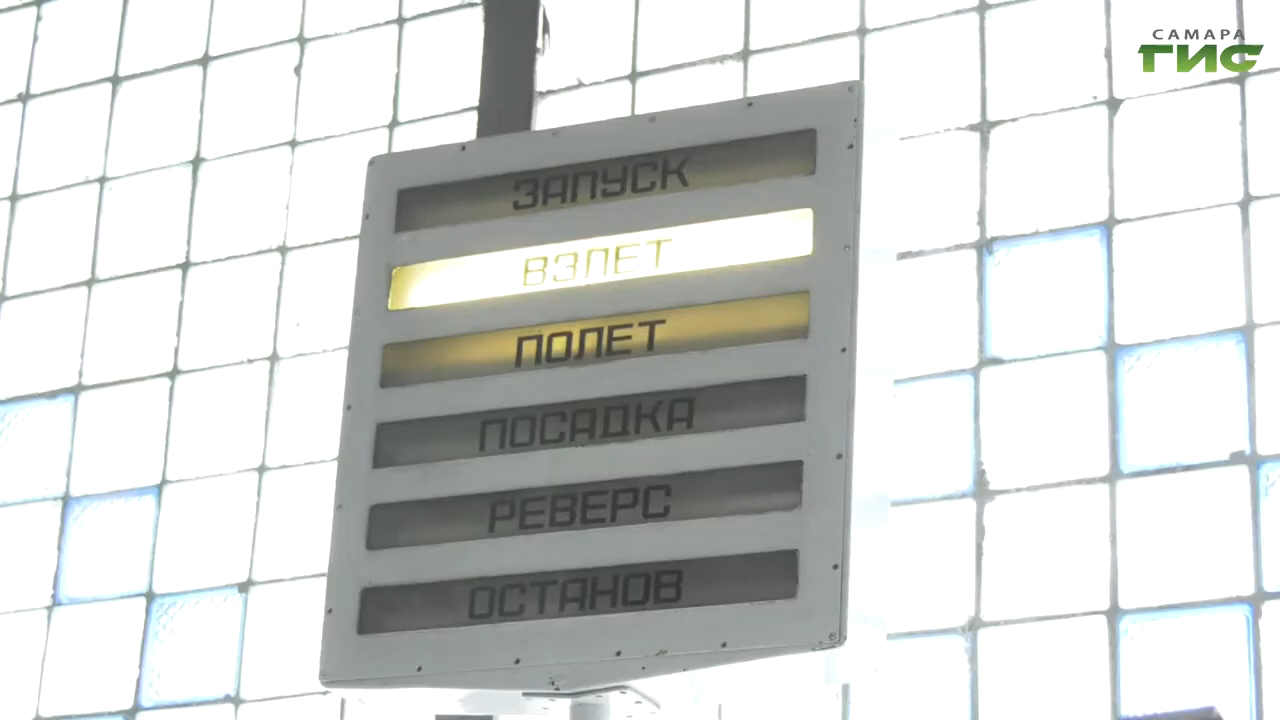 САМАРА
ГИС
ЗАПУСК
ВЗЛЕТ
ПОЛЕТ
ПОСАДКА
РЕВЕРС
ОСТАНОВ